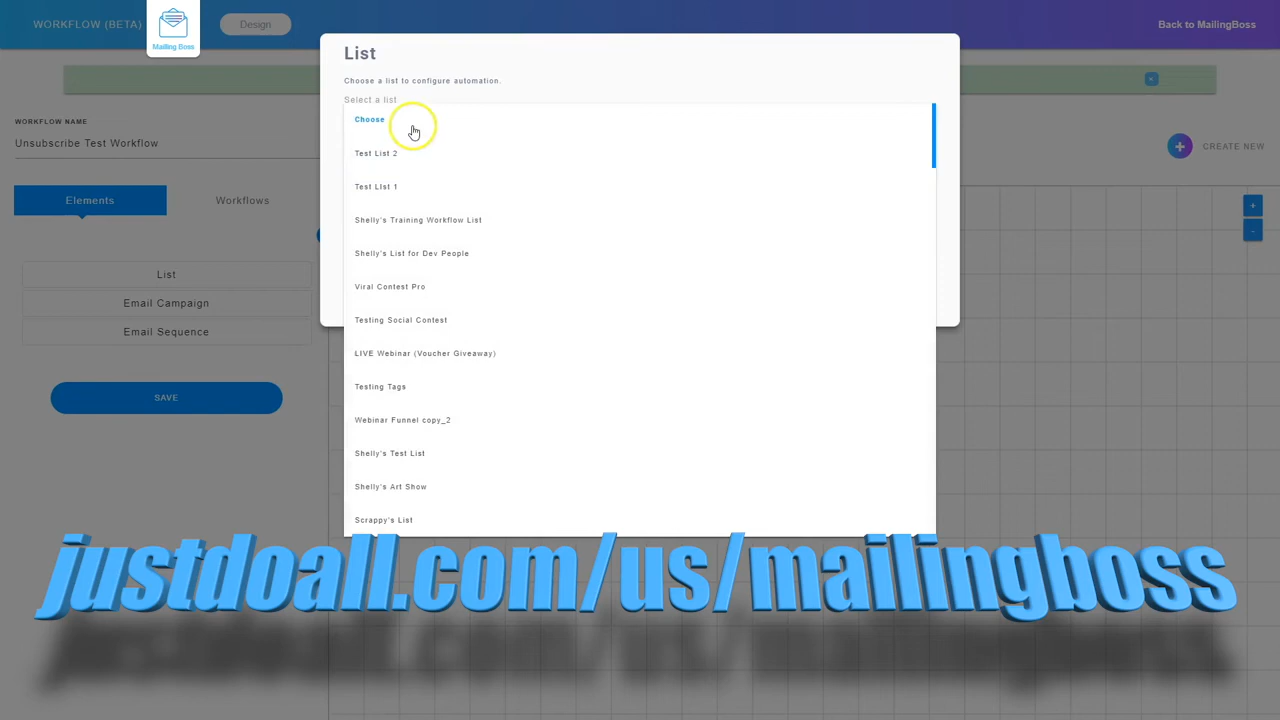 WORKFLOW (BETA)
Mailing Boss
Design
Back to MailingBoss
List
Choose a list to configure automation.
Select a list
Choose
Test List 2
Test LIst 1
Shelly's Training Workflow List
Shelly's List for Dev People
Viral Contest Pro
Testing Social Contest
LIVE Webinar (Voucher Giveaway)
Testing Tags
Webinar Funnel copy_2
Shelly's Test List
Shelly's Art Show
Scrappy's List
WORKFLOW NAME
Unsubscribe Test Workflow
Elements
Workflows
List
Email Campaign
Email Sequence
SAVE
+ CREATE NEW
+
-
justdoall.com/us/mailingboss